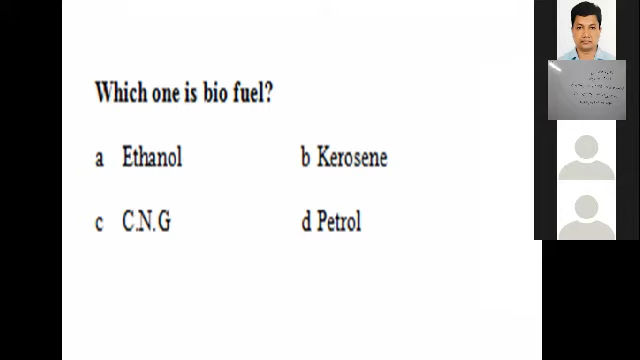 Which one is bio fuel?
a Ethanol b Kerosene
c C.N.G d Petrol